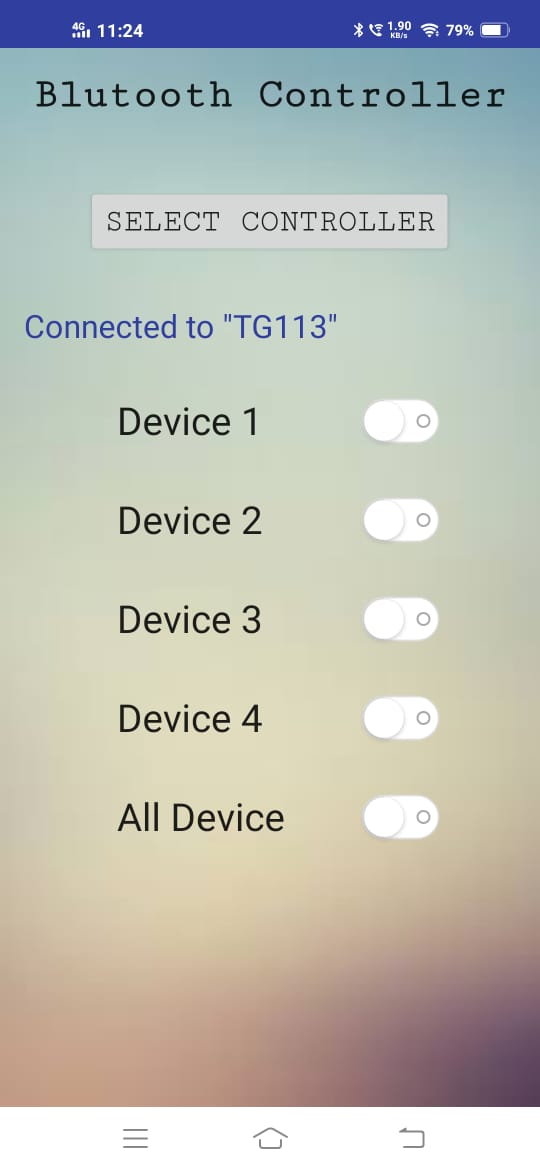 4G 11:24 1.90 KB/s 79%
Blutooth Controller
SELECT CONTROLLER
Connected to "TG113"
Device 1
Device 2
Device 3
Device 4
All Device